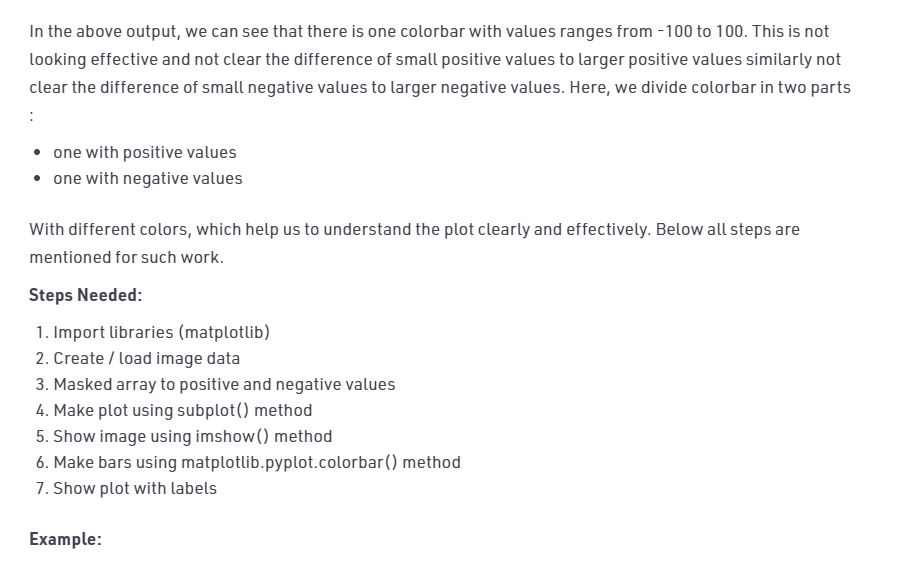 In the above output, we can see that there is one colorbar with values ranges from -100 to 100. This is not
looking effective and not clear the difference of small positive values to larger positive values similarly not
clear the difference of small negative values to larger negative values. Here, we divide colorbar in two parts
:
• one with positive values
• one with negative values
With different colors, which help us to understand the plot clearly and effectively. Below all steps are
mentioned for such work.
Steps Needed:
1. Import libraries (matplotlib)
2. Create / load image data
3. Masked array to positive and negative values
4. Make plot using subplot() method
5. Show image using imshow() method
6. Make bars using matplotlib.pyplot.colorbar() method
7. Show plot with labels
Example: